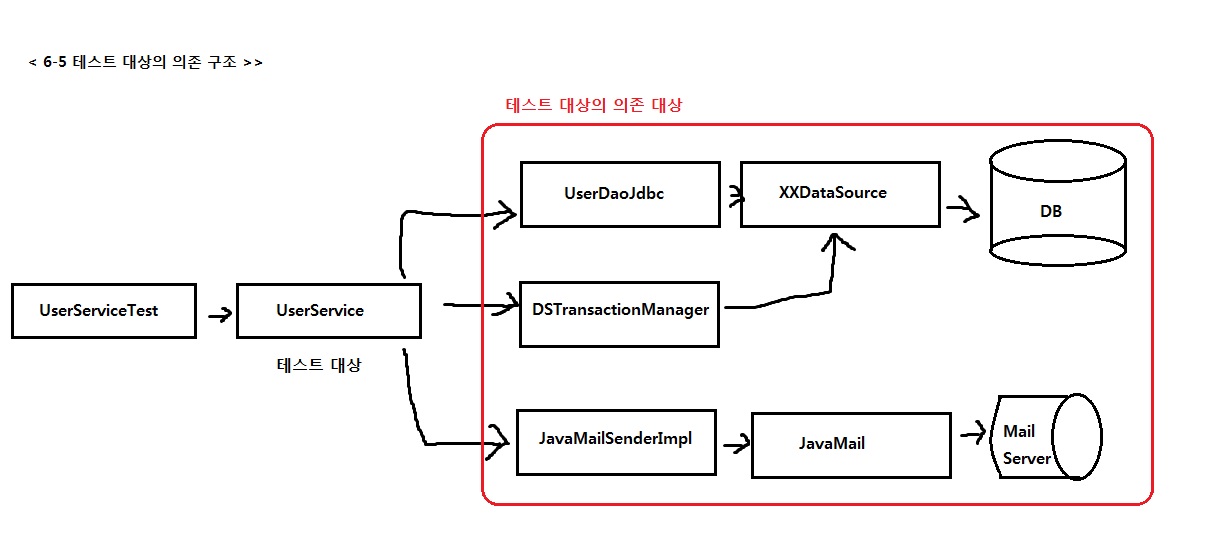 < 6-5 테스트 대상의 의존 구조 >>
테스트 대상의 의존 대상
UserDaoJdbc
XXDataSource
DB
UserServiceTest
UserService
DSTransactionManager
테스트 대상
JavaMailSenderImpl
JavaMail
Mail
Server